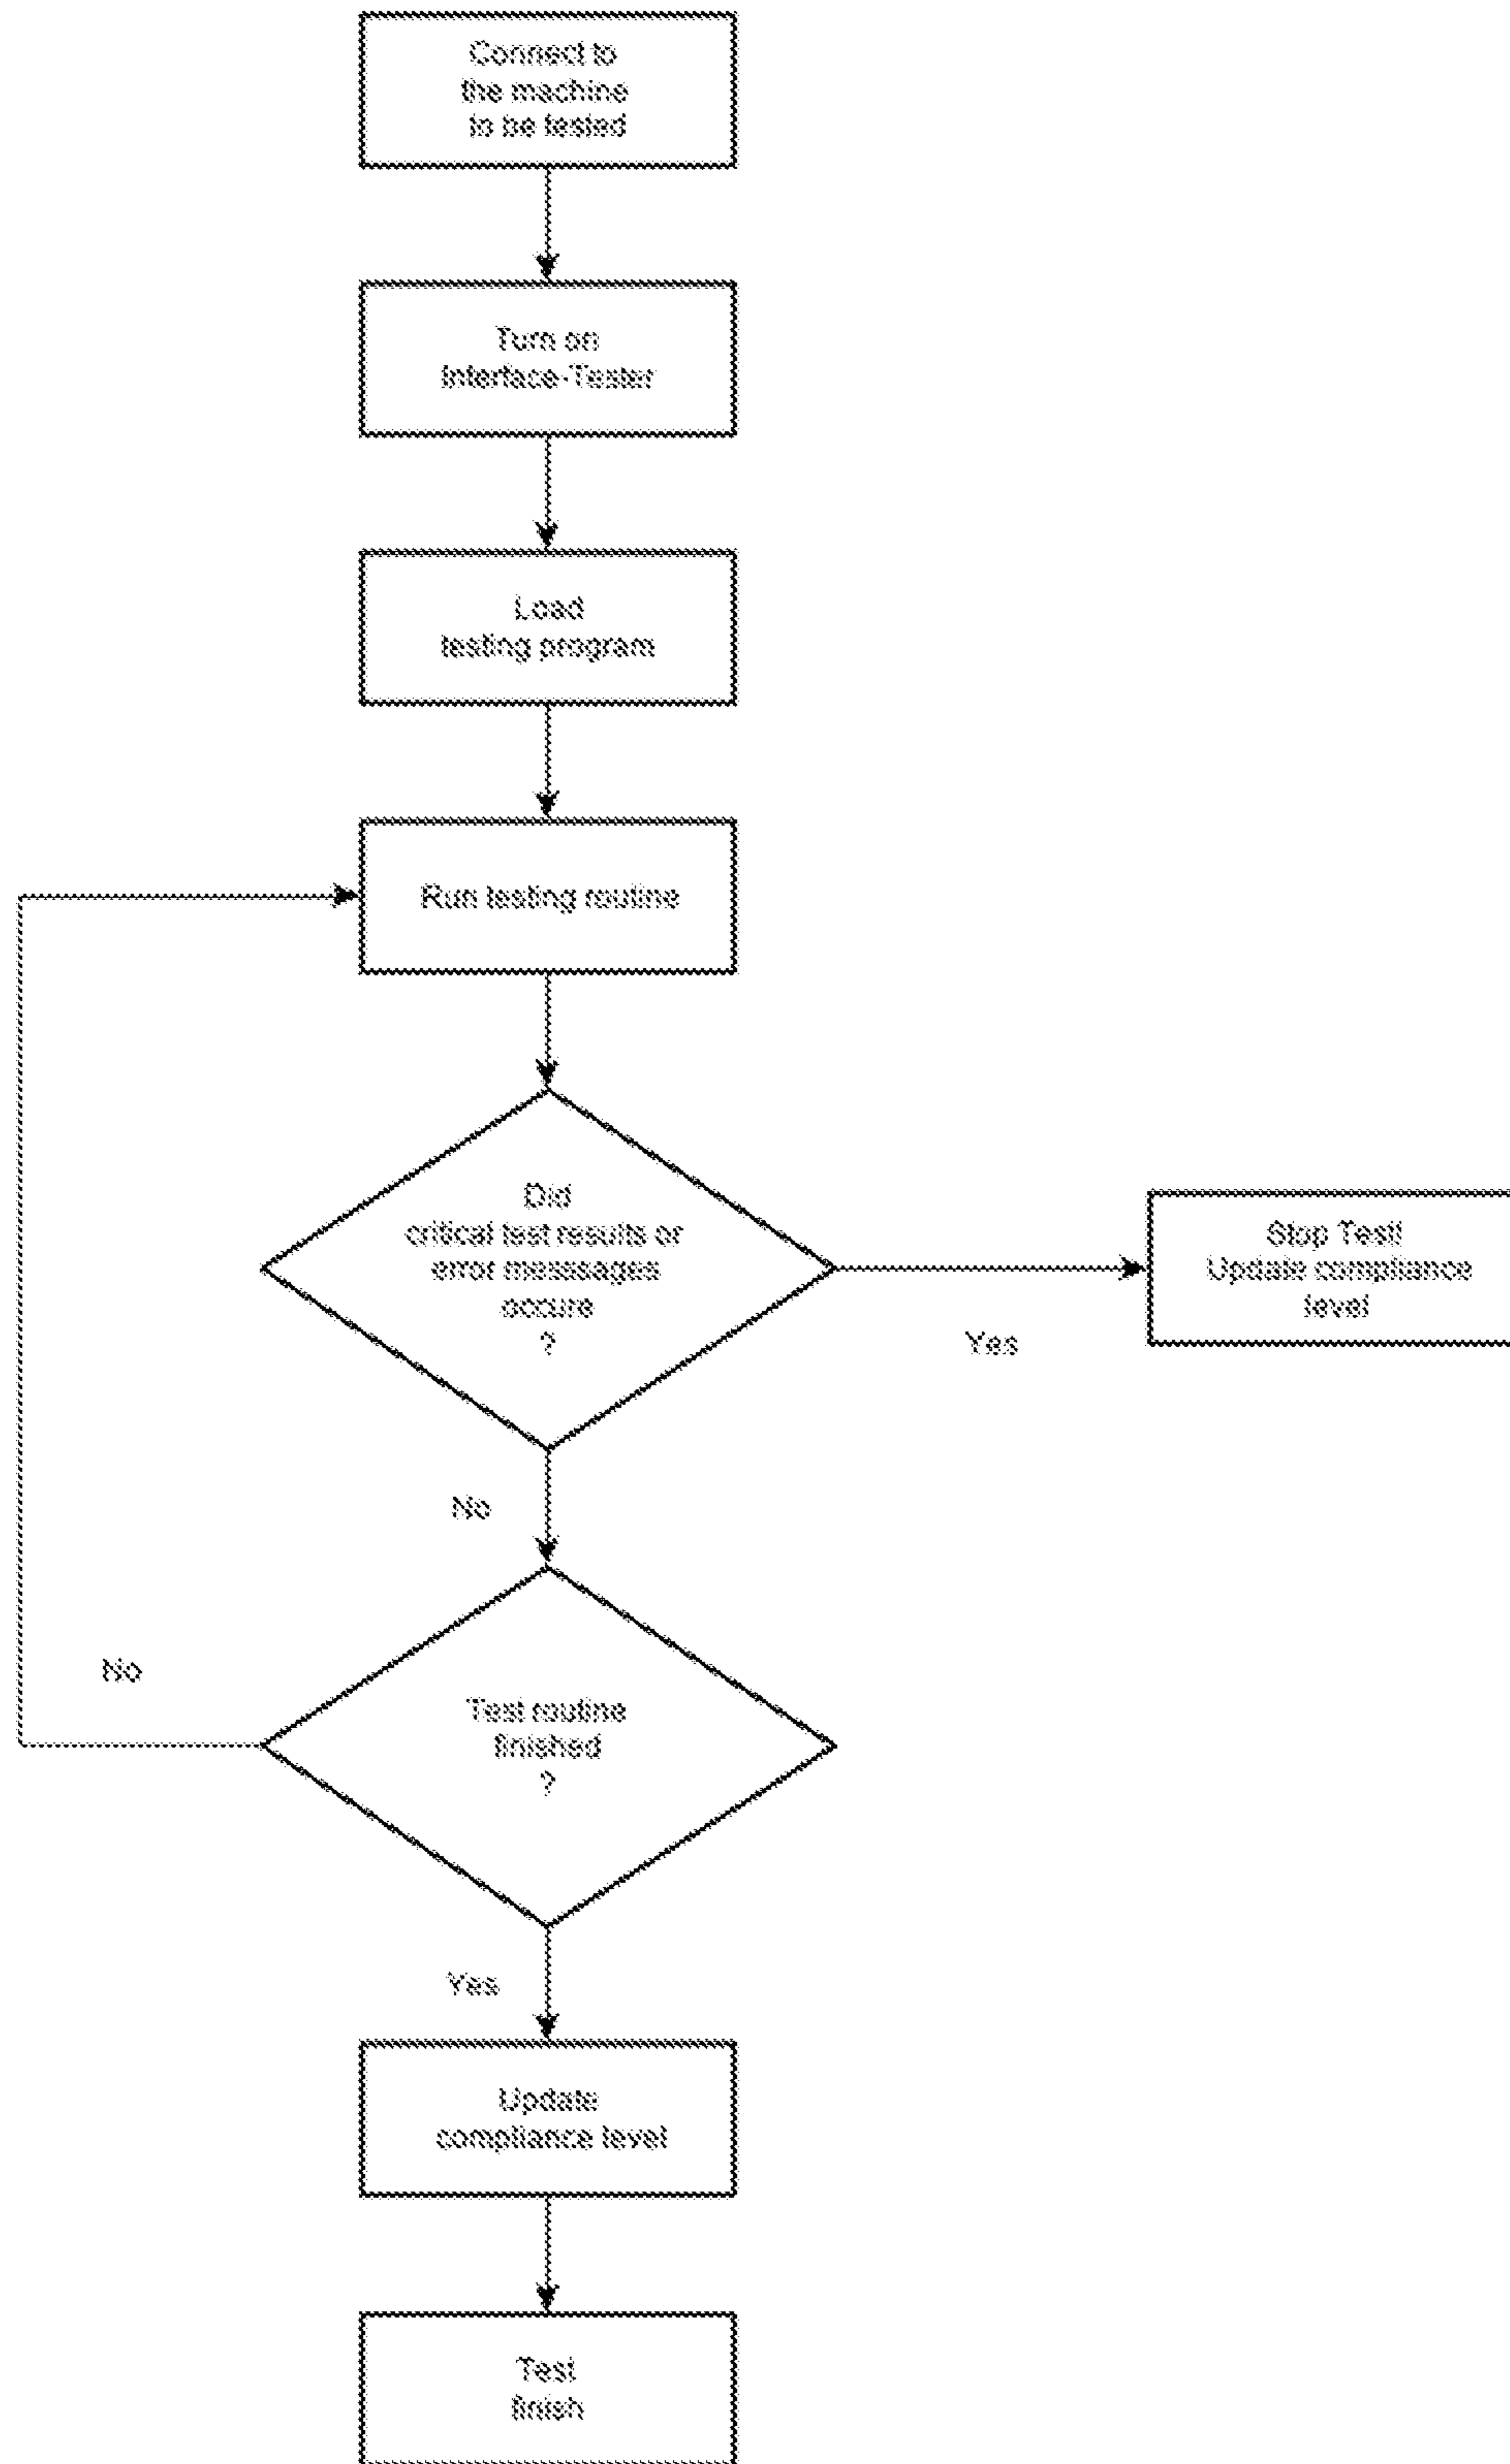 Connect to
the machine
to be tested
Turn on
Interface-Tester
Load
testing program
Run testing routine
Did
critical test results or
error messsages
occure
?
Yes
Stop Test!
Update compliance
level
No
No
Test routine
finished
?
Yes
Update
compliance level
Test
finish